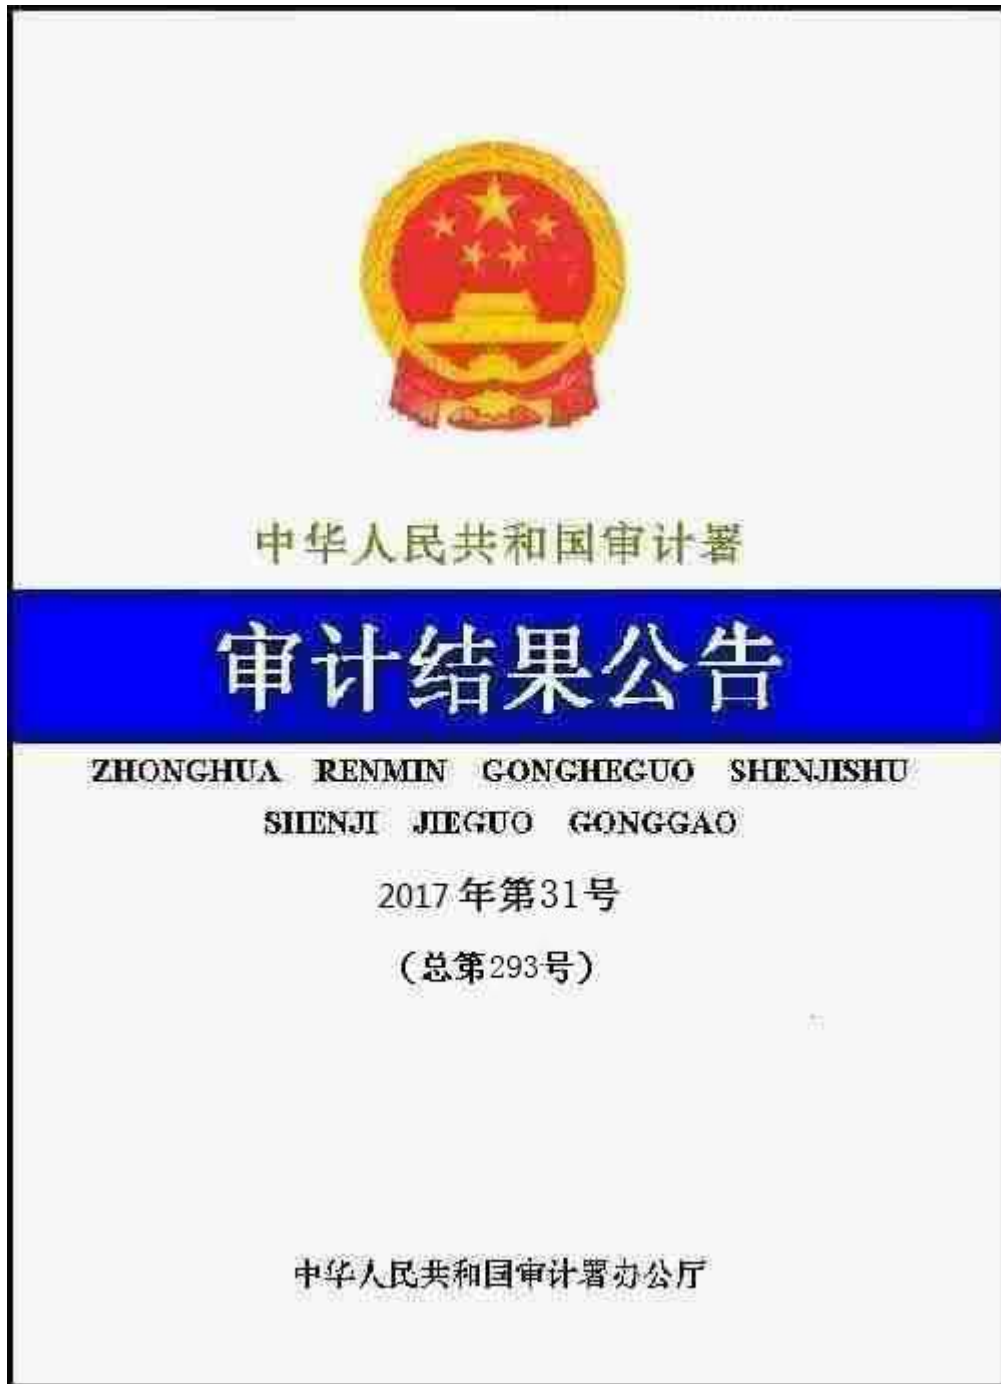 中华人民共和国审计署
审计结果公告
ZHONGHUA RENMIN GONGHEGUO SHENJISHU
SHENJI JIEGUO GONGGAO
2017年第31号
（总第293号）
中华人民共和国审计署办公厅